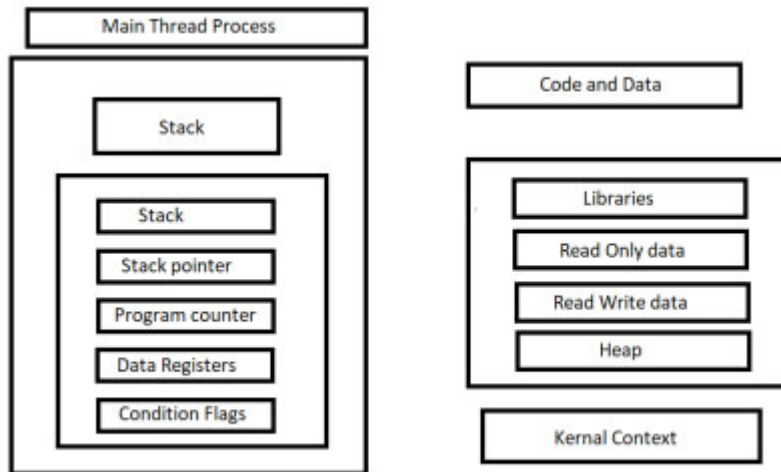 Main Thread Process
Stack
Stack
Stack pointer
Program counter
Data Registers
Condition Flags
Code and Data
Libraries
Read Only data
Read Write data
Heap
Kernal Context